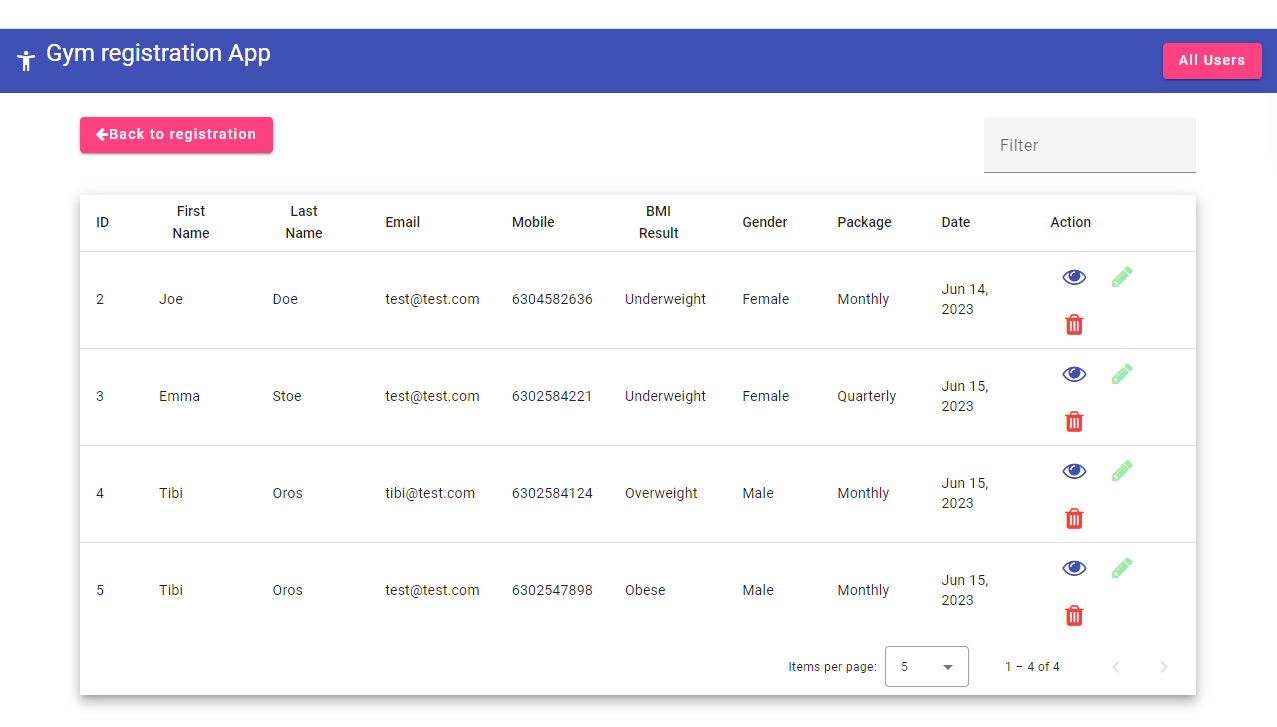 Gym registration App
All Users
Back to registration
Filter
ID First Name Last Name Email Mobile BMI Result Gender Package Date Action
2 Joe Doe test@test.com 6304582636 Underweight Female Monthly Jun 14, 2023
3 Emma Stoe test@test.com 6302584221 Underweight Female Quarterly Jun 15, 2023
4 Tibi Oros tibi@test.com 6302584124 Overweight Male Monthly Jun 15, 2023
5 Tibi Oros test@test.com 6302547898 Obese Male Monthly Jun 15, 2023
Items per page: 5 1 – 4 of 4